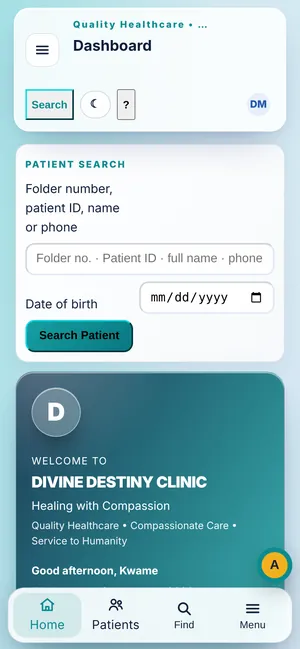 Quality Healthcare • ...
Dashboard
Search
?
DM
PATIENT SEARCH
Folder number,
patient ID, name
or phone
Folder no. · Patient ID · full name · phone
Date of birth
mm/dd/yyyy
Search Patient
D
WELCOME TO
DIVINE DESTINY CLINIC
Healing with Compassion
Quality Healthcare • Compassionate Care •
Service to Humanity
Good afternoon, Kwame
A
Home
Patients
Find
Menu